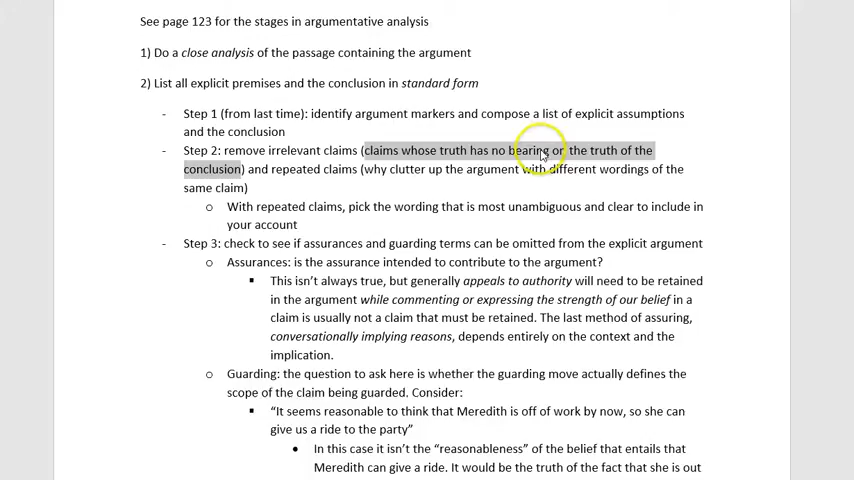 See page 123 for the stages in argumentative analysis
1) Do a close analysis of the passage containing the argument
2) List all explicit premises and the conclusion in standard form
- Step 1 (from last time): identify argument markers and compose a list of explicit assumptions
and the conclusion
- Step 2: remove irrelevant claims (claims whose truth has no bearing on the truth of the
conclusion) and repeated claims (why clutter up the argument with different wordings of the
same claim)
o With repeated claims, pick the wording that is most unambiguous and clear to include in
your account
- Step 3: check to see if assurances and guarding terms can be omitted from the explicit argument
o Assurances: is the assurance intended to contribute to the argument?
▪ This isn’t always true, but generally appeals to authority will need to be retained
in the argument while commenting or expressing the strength of our belief in a
claim is usually not a claim that must be retained. The last method of assuring,
conversationally implying reasons, depends entirely on the context and the
implication.
o Guarding: the question to ask here is whether the guarding move actually defines the
scope of the claim being guarded. Consider:
▪ “It seems reasonable to think that Meredith is off of work by now, so she can
give us a ride to the party”
• In this case it isn’t the “reasonableness” of the belief that entails that
Meredith can give a ride. It would be the truth of the fact that she is out